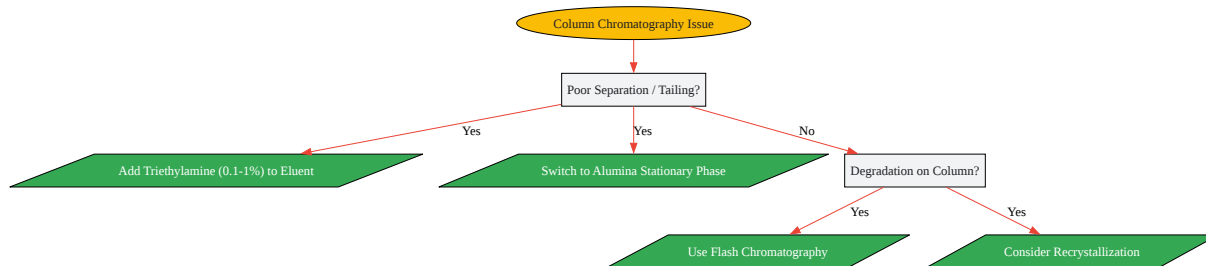 Column Chromatography Issue
Poor Separation / Tailing?
Yes
Yes
No
Add Triethylamine (0.1-1%) to Eluent
Switch to Alumina Stationary Phase
Degradation on Column?
Yes
Yes
Use Flash Chromatography
Consider Recrystallization